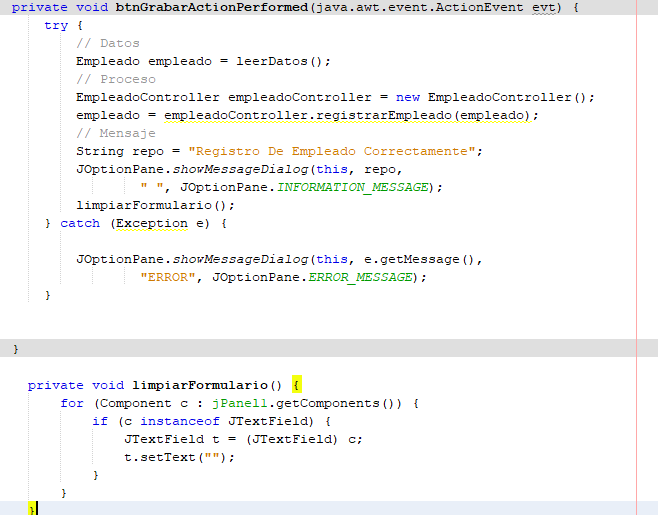 private void btnGrabarActionPerformed(java.awt.event.ActionEvent evt) {
try {
// Datos
Empleado empleado = leerDatos();
// Proceso
EmpleadoController empleadoController = new EmpleadoController();
empleado = empleadoController.registrarEmpleado(empleado);
// Mensaje
String repo = "Registro De Empleado Correctamente";
JOptionPane.showMessageDialog(this, repo,
" ", JOptionPane.INFORMATION_MESSAGE);
limpiarFormulario();
} catch (Exception e) {
JOptionPane.showMessageDialog(this, e.getMessage(),
"ERROR", JOptionPane.ERROR_MESSAGE);
}
}
private void limpiarFormulario() {
for (Component c : jPanel1.getComponents()) {
if (c instanceof JTextField) {
JTextField t = (JTextField) c;
t.setText("");
}
}
}